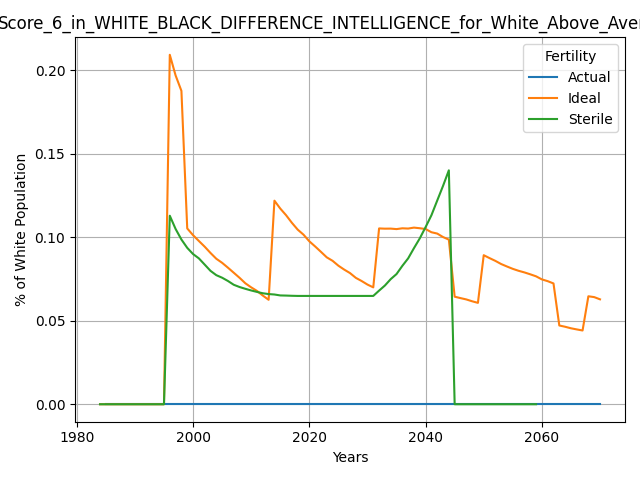 Score_6_in_WHITE_BLACK_DIFFERENCE_INTELLIGENCE_for_White_Above_Aver
Fertility
Actual
Ideal
Sterile
% of White Population
0.20
0.15
0.10
0.05
0.00
1980 2000 2020 2040 2060
Years